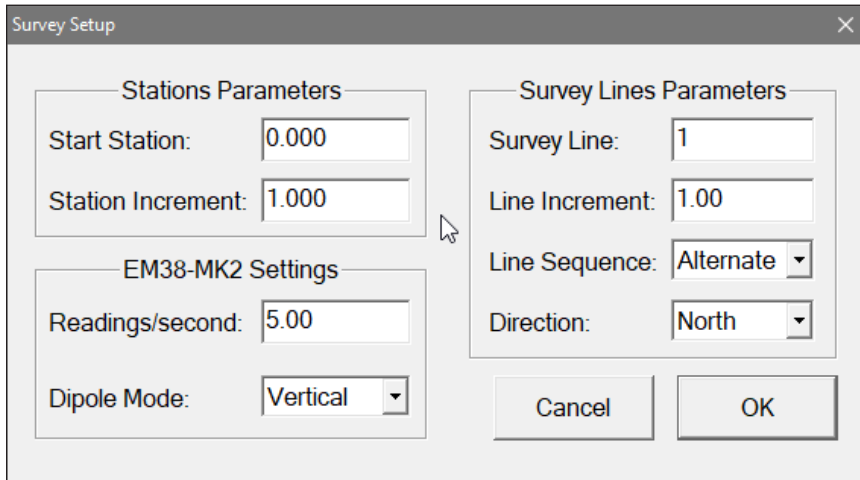 Survey Setup
Stations Parameters
Start Station: 0.000
Station Increment: 1.000
EM38-MK2 Settings
Readings/second: 5.00
Dipole Mode: Vertical
Survey Lines Parameters
Survey Line: 1
Line Increment: 1.00
Line Sequence: Alternate
Direction: North
Cancel OK